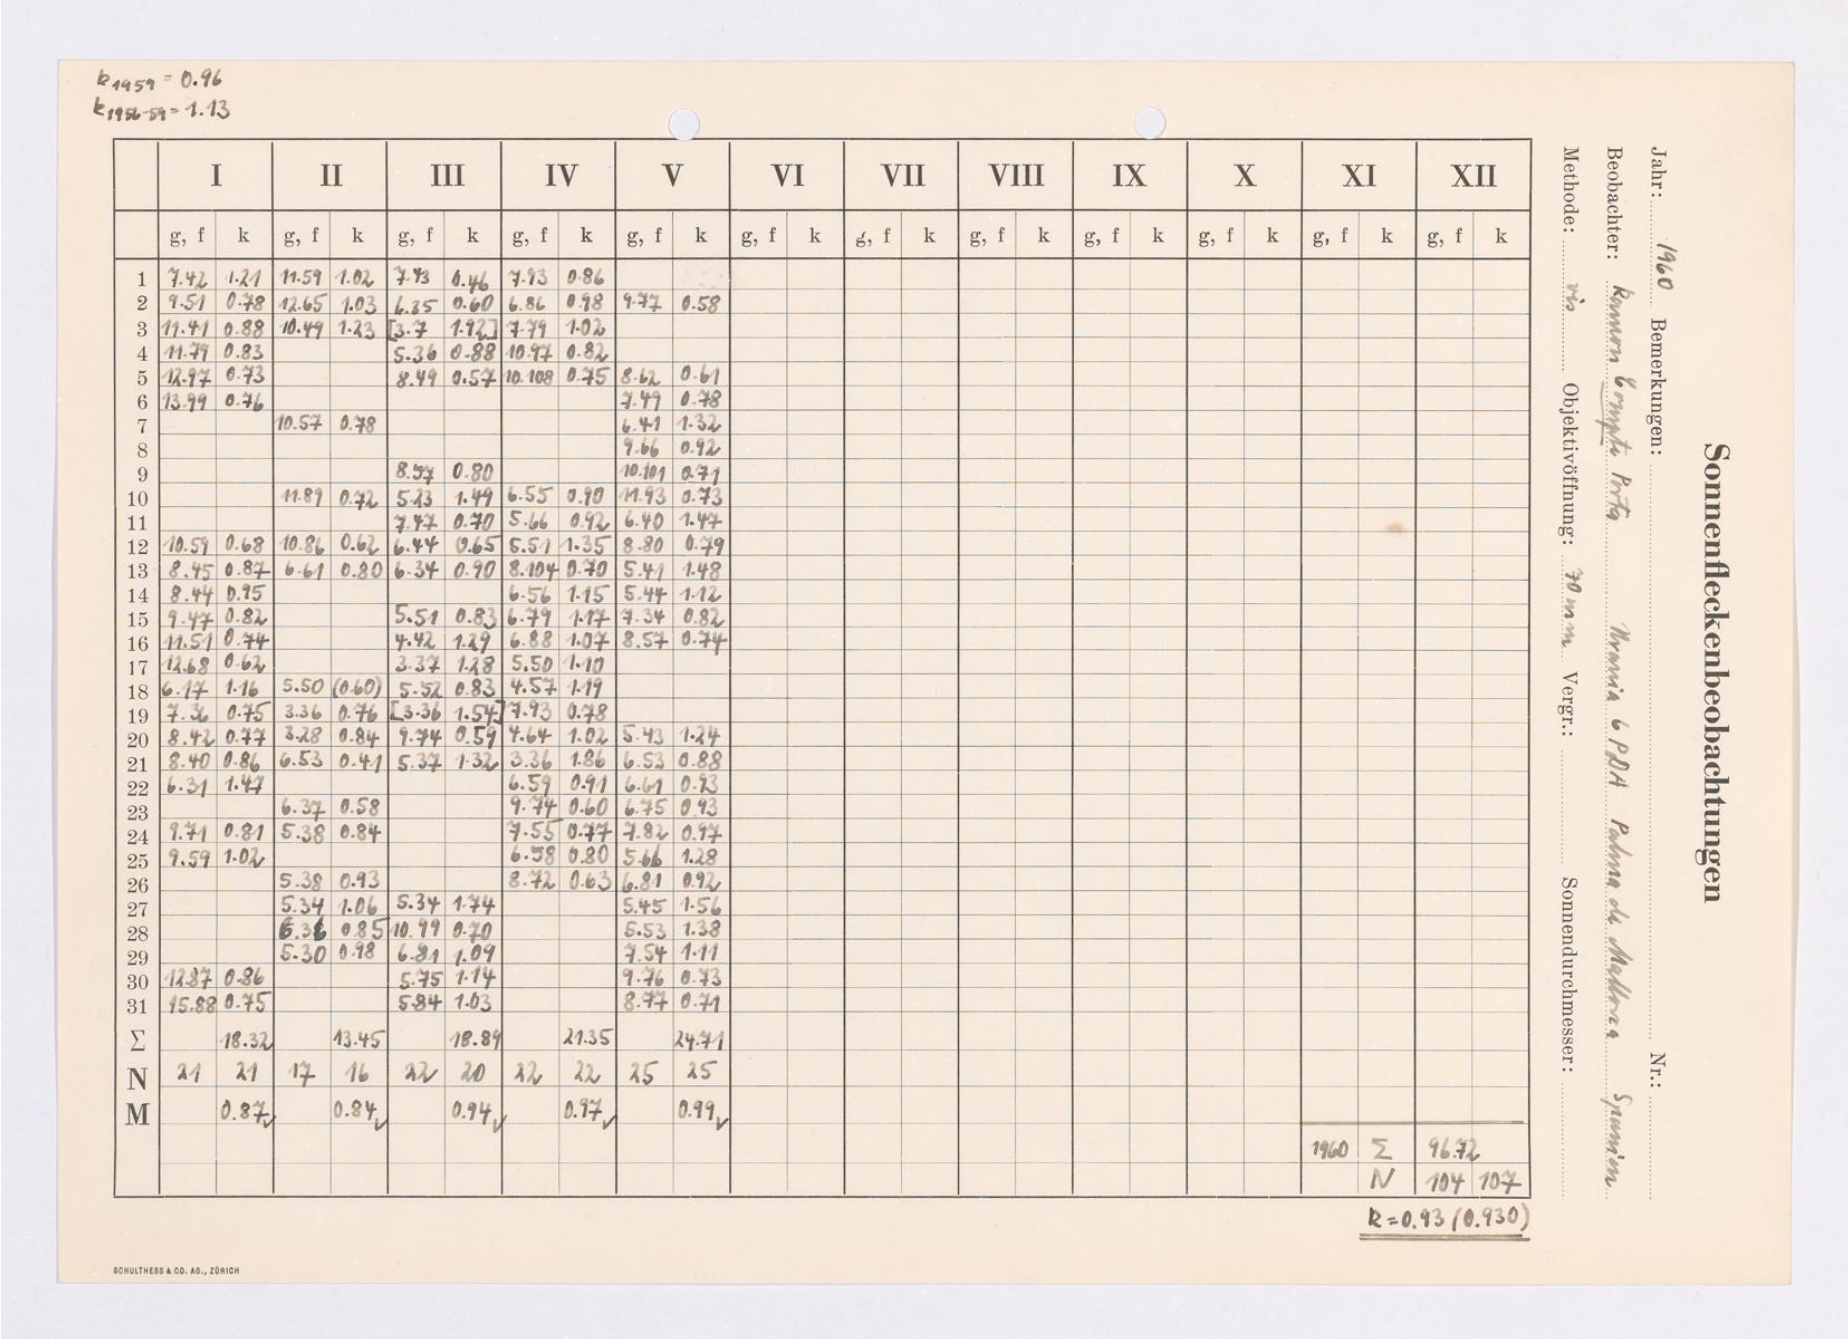 k1959 = 0.96
k1956-59 = 1.13
Sonnenfleckenbeobachtungen
Jahr: 1960 Bemerkungen: Nr.:
Beobachter: Ramon Compte Porta Urania 6 PDA Palma de Mallorca Spanien
Methode: vis Objektivöffnung: 70 mm Vergr.: Sonnendurchmesser:
I II III IV V VI VII VIII IX X XI XII
g, f k g, f k g, f k g, f k g, f k g, f k g, f k g, f k g, f k g, f k g, f k g, f k
1 7.42 1.21 11.59 1.02 7.43 0.46 7.93 0.86
2 9.51 0.78 12.65 1.03 6.35 0.60 6.86 0.98 9.77 0.58
3 11.41 0.88 10.49 1.23 [3.7 1.92] 7.79 1.02
4 11.79 0.83 5.36 0.88 10.97 0.82
5 12.97 0.73 8.49 0.57 10.108 0.75 8.62 0.61
6 13.99 0.76 7.49 0.78
7 10.57 0.78 6.41 1.32
8 9.66 0.92
9 8.57 0.80 10.101 0.71
10 11.89 0.72 5.23 1.49 6.55 0.90 11.93 0.73
11 7.47 0.70 5.66 0.92 6.40 1.47
12 10.59 0.68 10.86 0.62 6.44 0.65 5.51 1.35 8.80 0.79
13 8.45 0.87 6.61 0.80 6.34 0.90 8.104 0.70 5.41 1.48
14 8.44 0.95 6.56 1.15 5.44 1.12
15 9.47 0.82 5.51 0.83 6.79 1.17 7.34 0.82
16 11.51 0.74 4.42 1.29 6.88 1.07 8.57 0.74
17 12.68 0.62 3.37 1.28 5.50 1.10
18 6.17 1.16 5.50 (0.60) 5.52 0.83 4.57 1.19
19 7.36 0.75 3.36 0.76 [3.36 1.54] 7.93 0.78
20 8.42 0.77 3.28 0.84 9.74 0.59 4.64 1.02 5.43 1.24
21 8.40 0.86 6.53 0.41 5.37 1.32 3.36 1.86 6.53 0.88
22 6.31 1.47 6.59 0.91 6.61 0.93
23 6.37 0.58 9.74 0.60 6.75 0.93
24 9.71 0.81 5.38 0.84 7.55 0.77 7.82 0.97
25 9.59 1.02 6.58 0.80 5.66 1.28
26 5.38 0.93 8.72 0.63 6.81 0.92
27 5.34 1.06 5.34 1.74 5.45 1.56
28 6.36 0.85 10.99 0.70 5.53 1.38
29 5.30 0.98 6.81 1.09 7.54 1.11
30 12.87 0.86 5.75 1.14 9.76 0.73
31 15.88 0.75 5.84 1.03 8.77 0.71
Σ 18.32 13.45 18.89 21.35 24.71
N 21 21 17 16 22 20 22 22 25 25
M 0.87✓ 0.84✓ 0.94✓ 0.97✓ 0.99✓
1960 Σ 96.72
N 104 107
k = 0.93 (0.930)
SCHULTHESS & CO. AG., ZÜRICH